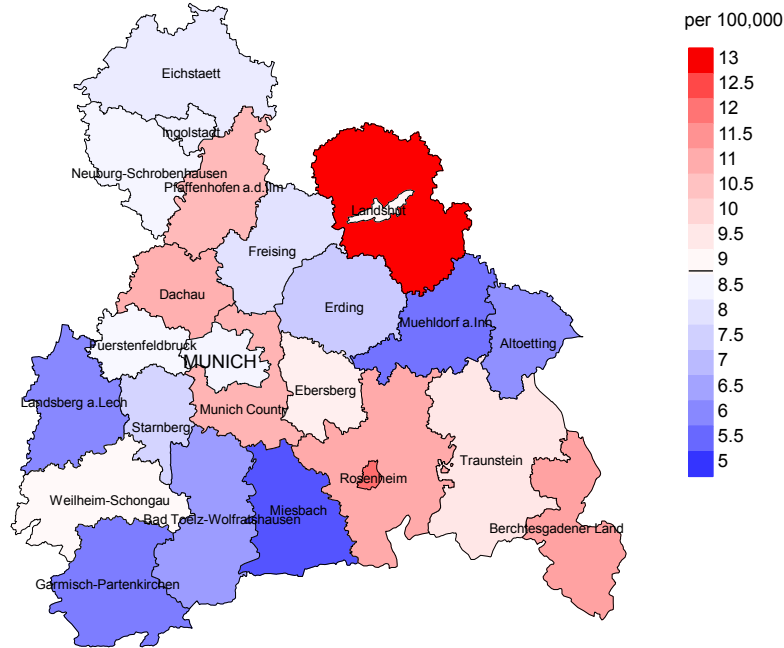 per 100,000
13
12.5
12
11.5
11
10.5
10
9.5
9
8.5
8
7.5
7
6.5
6
5.5
5
Eichstaett
Ingolstadt
Neuburg-Schrobenhausen
Pfaffenhofen a.d.Ilm
Landshut
Freising
Dachau
Erding
Muehldorf a.Inn
Altoetting
Fuerstenfeldbruck
MUNICH
Ebersberg
Landsberg a.Lech
Munich County
Starnberg
Traunstein
Rosenheim
Weilheim-Schongau
Bad Toelz-Wolfratshausen
Miesbach
Berchtesgadener Land
Garmisch-Partenkirchen